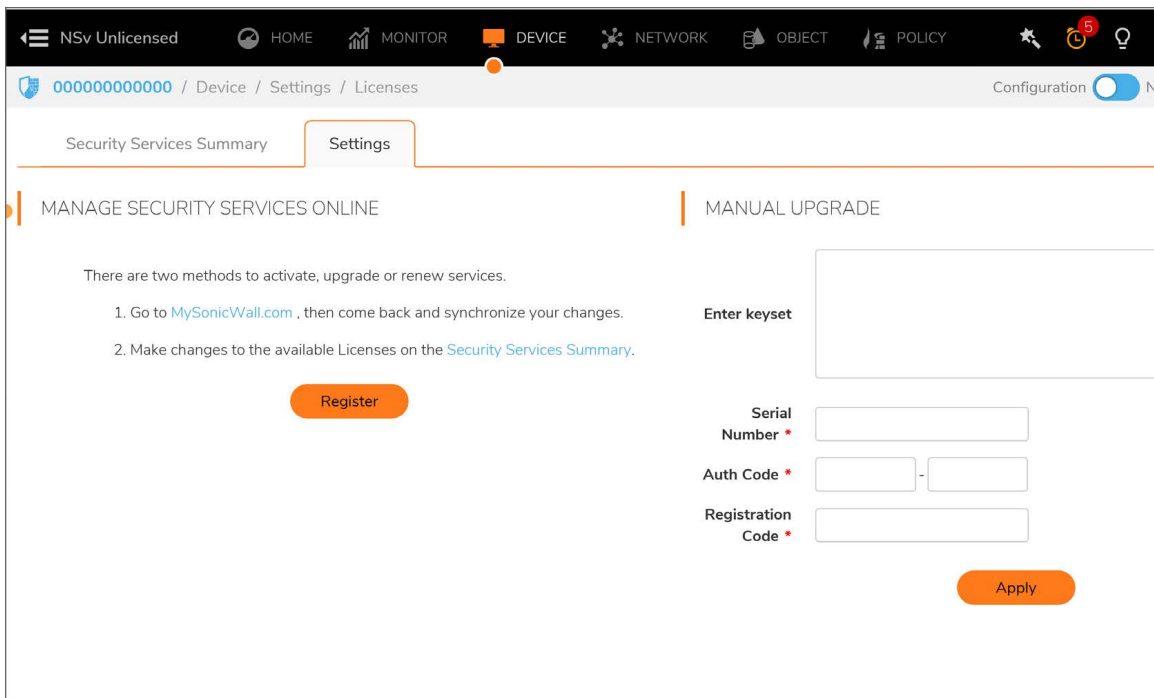 NSv Unlicensed HOME MONITOR DEVICE NETWORK OBJECT POLICY 5
000000000000 / Device / Settings / Licenses Configuration N
Security Services Summary Settings
MANAGE SECURITY SERVICES ONLINE
There are two methods to activate, upgrade or renew services.
1. Go to MySonicWall.com , then come back and synchronize your changes.
2. Make changes to the available Licenses on the Security Services Summary.
Register
MANUAL UPGRADE
Enter keyset
Serial
Number *
Auth Code * -
Registration
Code *
Apply